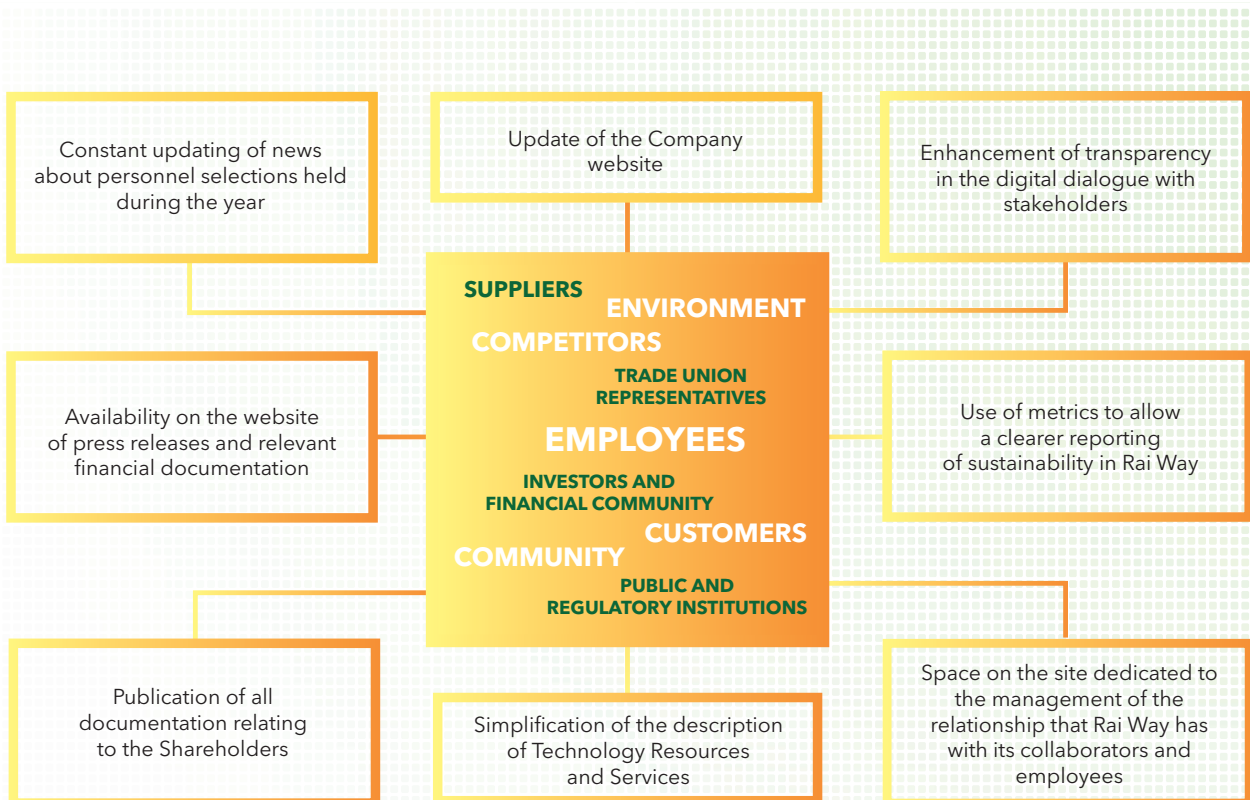 Constant updating of news
about personnel selections held
during the year
Update of the Company
website
Enhancement of transparency
in the digital dialogue with
stakeholders
SUPPLIERS
ENVIRONMENT
COMPETITORS
TRADE UNION
REPRESENTATIVES
EMPLOYEES
INVESTORS AND
FINANCIAL COMMUNITY
CUSTOMERS
COMMUNITY
PUBLIC AND
REGULATORY INSTITUTIONS
Availability on the website
of press releases and relevant
financial documentation
Use of metrics to allow
a clearer reporting
of sustainability in Rai Way
Publication of all
documentation relating
to the Shareholders
Simplification of the description
of Technology Resources
and Services
Space on the site dedicated to
the management of the
relationship that Rai Way has
with its collaborators and
employees